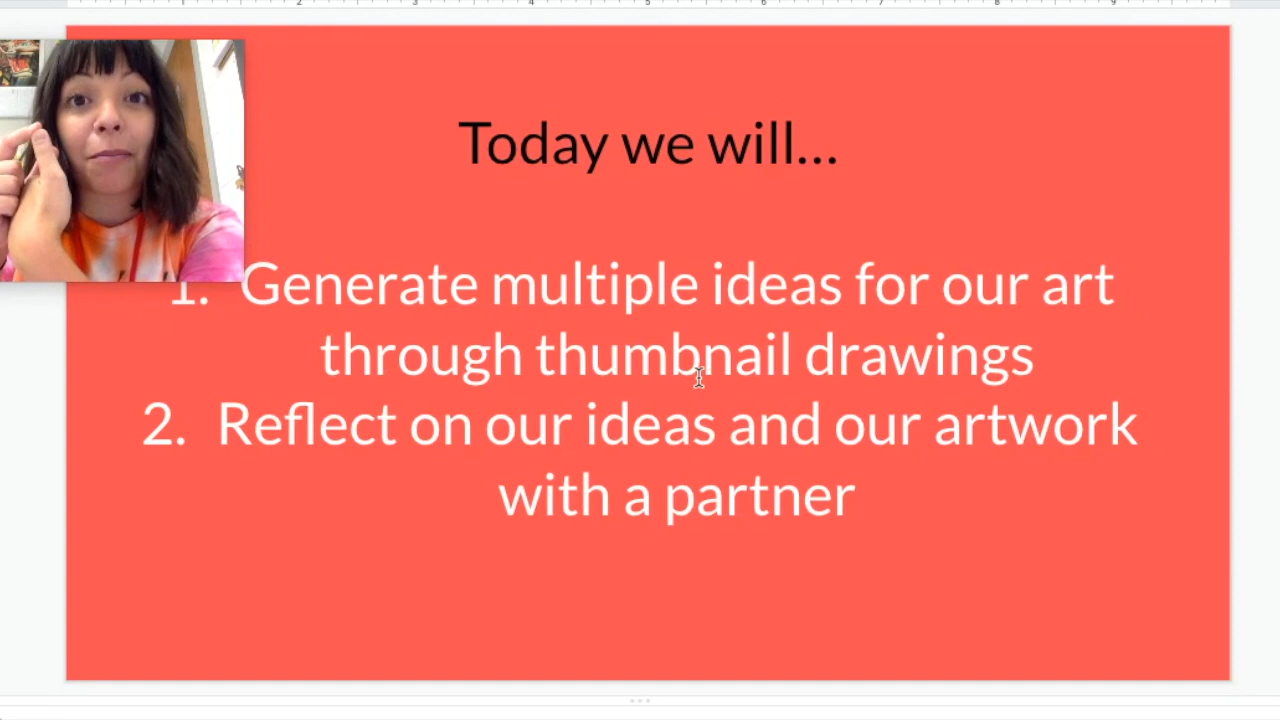 Today we will...
1. Generate multiple ideas for our art
through thumbnail drawings
2. Reflect on our ideas and our artwork
with a partner